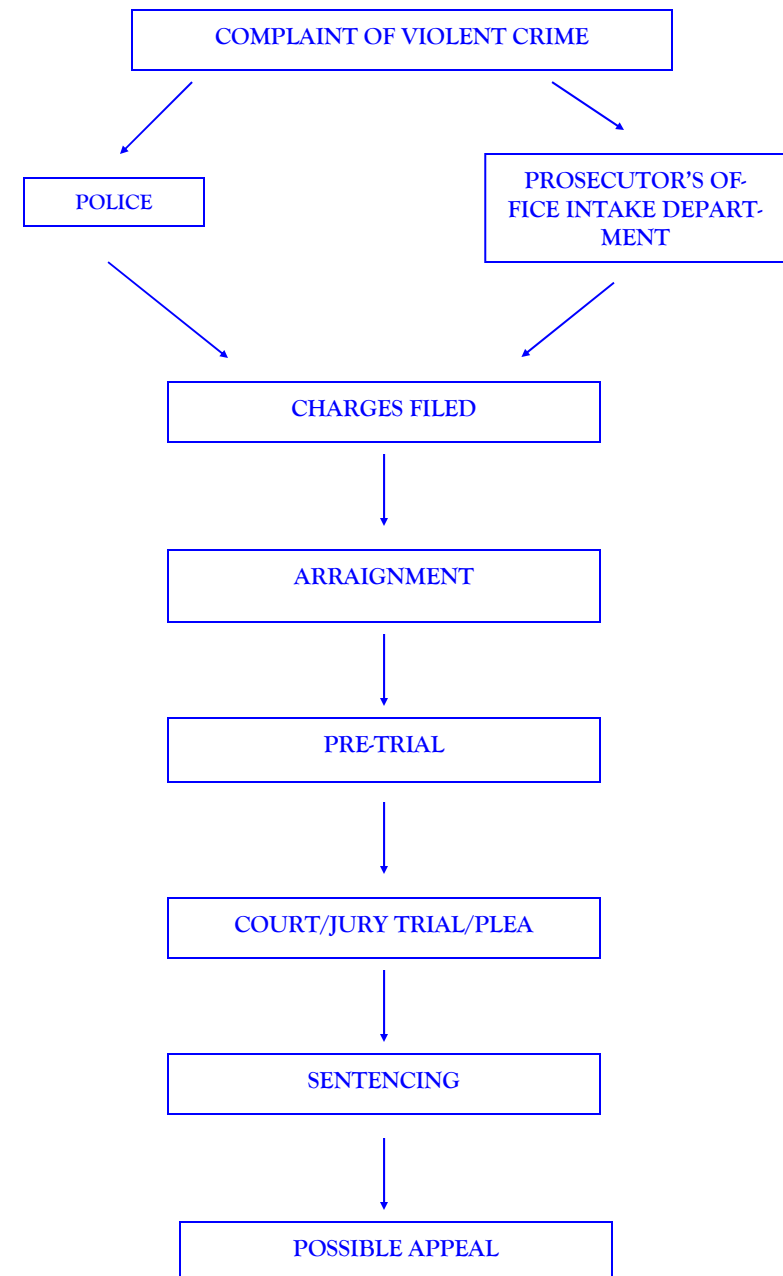 COMPLAINT OF VIOLENT CRIME
POLICE
PROSECUTOR'S OF-
FICE INTAKE DEPART-
MENT
CHARGES FILED
ARRAIGNMENT
PRE-TRIAL
COURT/JURY TRIAL/PLEA
SENTENCING
POSSIBLE APPEAL